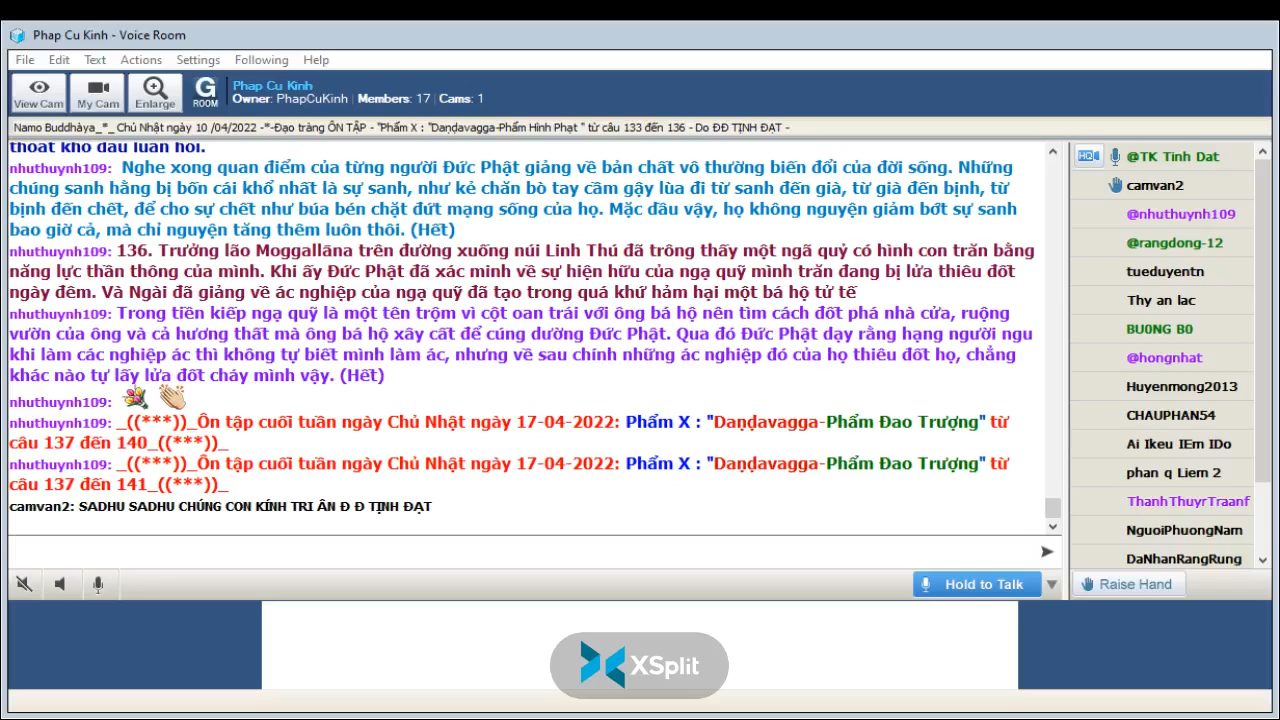 Phap Cu Kinh - Voice Room
File Edit Text Actions Settings Following Help
View Cam My Cam Enlarge G ROOM
Phap Cu Kinh
Owner: PhapCuKinh | Members: 17 | Cams: 1
Namo Buddhàya_*_ Chủ Nhật ngày 10 /04/2022 -*-Đạo tràng ÔN TẬP - "Phẩm X : "Daṇḍavagga-Phẩm Hình Phạt " từ câu 133 đến 136 - Do ĐĐ TỊNH ĐẠT -
thoát khổ đau luân hồi.
nhuthuynh109: Nghe xong quan điểm của từng người Đức Phật giảng về bản chất vô thường biến đổi của đời sống. Những
chúng sanh hằng bị bốn cái khổ nhất là sự sanh, như kẻ chăn bò tay cầm gậy lùa đi từ sanh đến già, từ già đến bịnh, từ
bịnh đến chết, để cho sự chết như búa bén chặt đứt mạng sống của họ. Mặc dầu vậy, họ không nguyện giảm bớt sự sanh
bao giờ cả, mà chỉ nguyện tăng thêm luôn thôi. (Hết)
nhuthuynh109: 136. Trưởng lão Moggallāna trên đường xuống núi Linh Thú đã trông thấy một ngã quỷ có hình con trăn bằng
năng lực thần thông của mình. Khi ấy Đức Phật đã xác minh về sự hiện hữu của ngạ quỹ mình trăn đang bị lửa thiêu đốt
ngày đêm. Và Ngài đã giảng về ác nghiệp của ngạ quỹ đã tạo trong quá khứ hảm hại một bá hộ tử tế
nhuthuynh109: Trong tiền kiếp ngạ quỹ là một tên trộm vì cột oan trái với ông bá hộ nên tìm cách đốt phá nhà cửa, ruộng
vườn của ông và cả hương thất mà ông bá hộ xây cất để cúng dường Đức Phật. Qua đó Đức Phật dạy rằng hạng người ngu
khi làm các nghiệp ác thì không tự biết mình làm ác, nhưng về sau chính những ác nghiệp đó của họ thiêu đốt họ, chẳng
khác nào tự lấy lửa đốt cháy mình vậy. (Hết)
nhuthuynh109:
nhuthuynh109: _((***))_Ôn tập cuối tuần ngày Chủ Nhật ngày 17-04-2022: Phẩm X : "Daṇḍavagga-Phẩm Đao Trượng" từ
câu 137 đến 140_((***))_
nhuthuynh109: _((***))_Ôn tập cuối tuần ngày Chủ Nhật ngày 17-04-2022: Phẩm X : "Daṇḍavagga-Phẩm Đao Trượng" từ
câu 137 đến 141_((***))_
camvan2: SADHU SADHU CHÚNG CON KÍNH TRI ÂN Đ Đ TỊNH ĐẠT
Hold to Talk
HQ
@TK Tinh Dat
camvan2
@nhuthuynh109
@rangdong-12
tueduyentn
Thy an lac
BU0NG B0
@hongnhat
Huyenmong2013
CHAUPHAN54
Ai Ikeu IEm IDo
phan q Liem 2
ThanhThuyrTraanf
NguoiPhuongNam
DaNhanRangRung
Raise Hand
XSplit